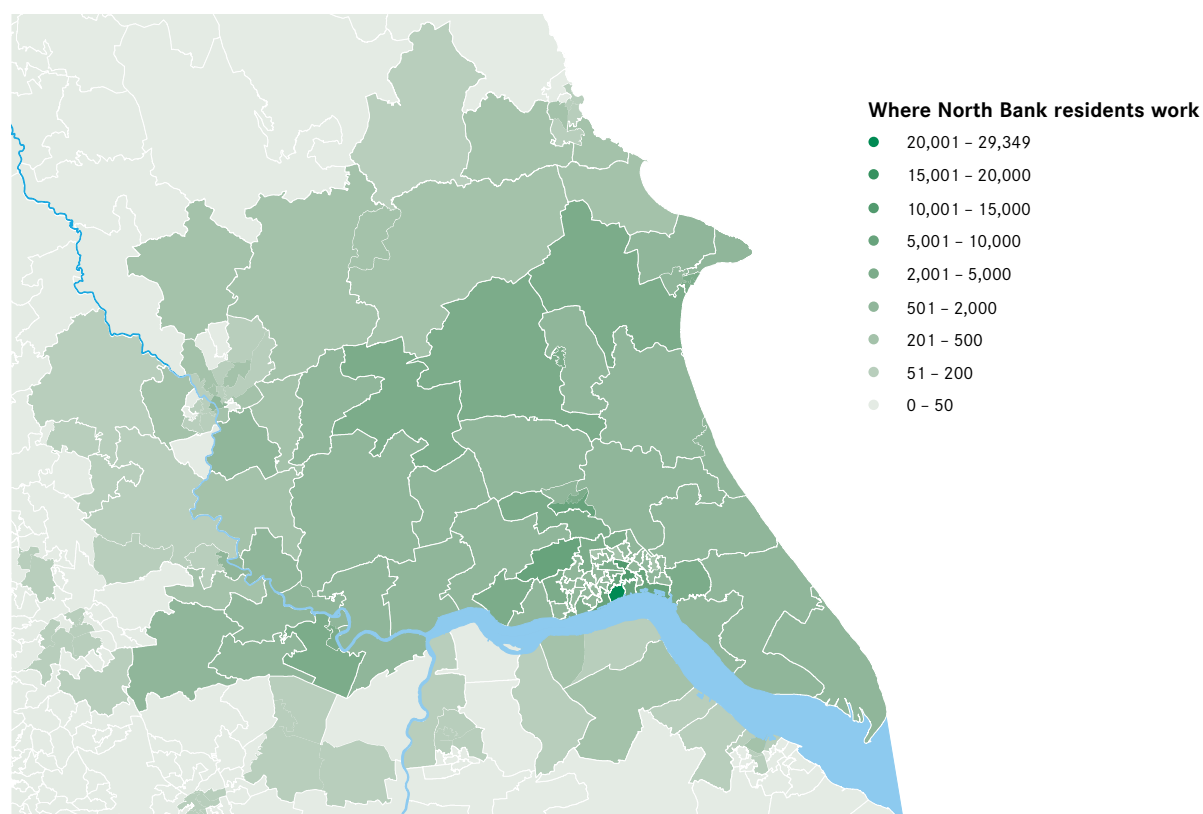 Where North Bank residents work
20,001 – 29,349
15,001 – 20,000
10,001 – 15,000
5,001 – 10,000
2,001 – 5,000
501 – 2,000
201 – 500
51 – 200
0 – 50